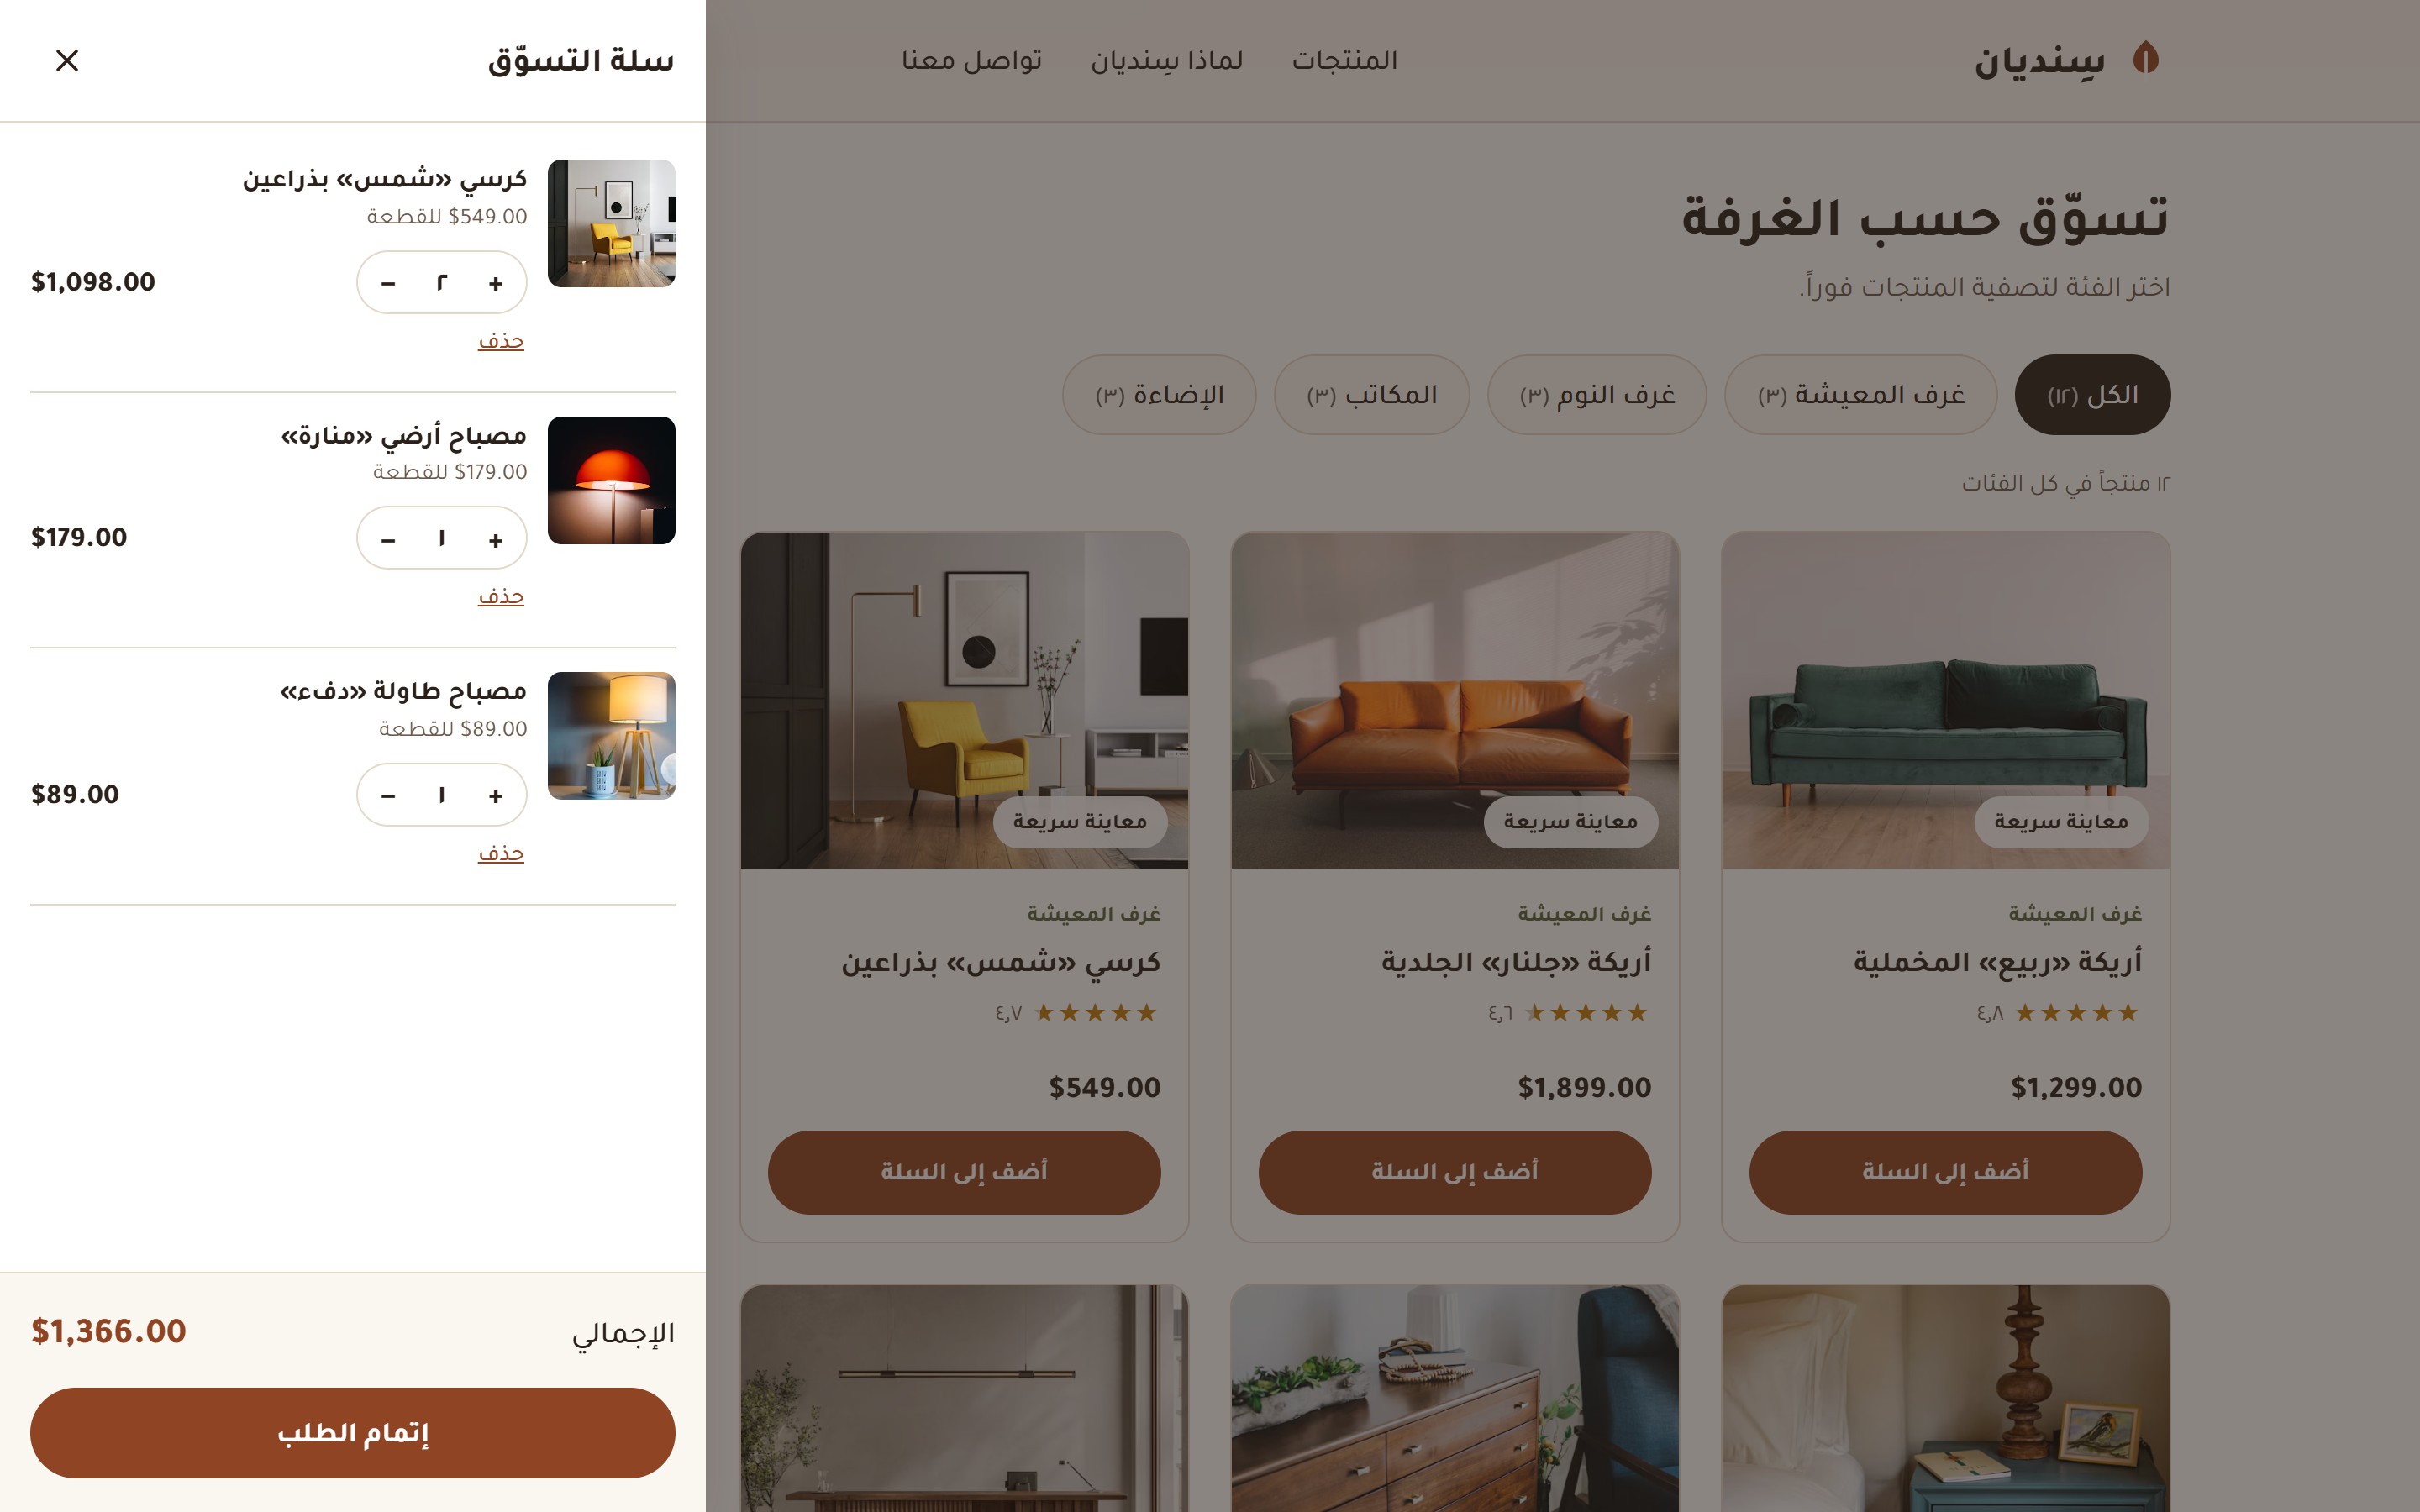 سِنديان
المنتجات
لماذا سِنديان
تواصل معنا
تسوّق حسب الغرفة
اختر الفئة لتصفية المنتجات فوراً.
الكل (١٢)
غرف المعيشة (٣)
غرف النوم (٣)
المكاتب (٣)
الإضاءة (٣)
١٢ منتجاً في كل الفئات
معاينة سريعة
غرف المعيشة
أريكة «ربيع» المخملية
٤٫٨
$1,299.00
أضف إلى السلة
معاينة سريعة
غرف المعيشة
أريكة «جلنار» الجلدية
٤٫٦
$1,899.00
أضف إلى السلة
معاينة سريعة
غرف المعيشة
كرسي «شمس» بذراعين
٤٫٧
$549.00
أضف إلى السلة
سلة التسوّق
كرسي «شمس» بذراعين
$549.00 للقطعة
+ ٢ −
$1,098.00
حذف
مصباح أرضي «منارة»
$179.00 للقطعة
+ ١ −
$179.00
حذف
مصباح طاولة «دفء»
$89.00 للقطعة
+ ١ −
$89.00
حذف
الإجمالي
$1,366.00
إتمام الطلب